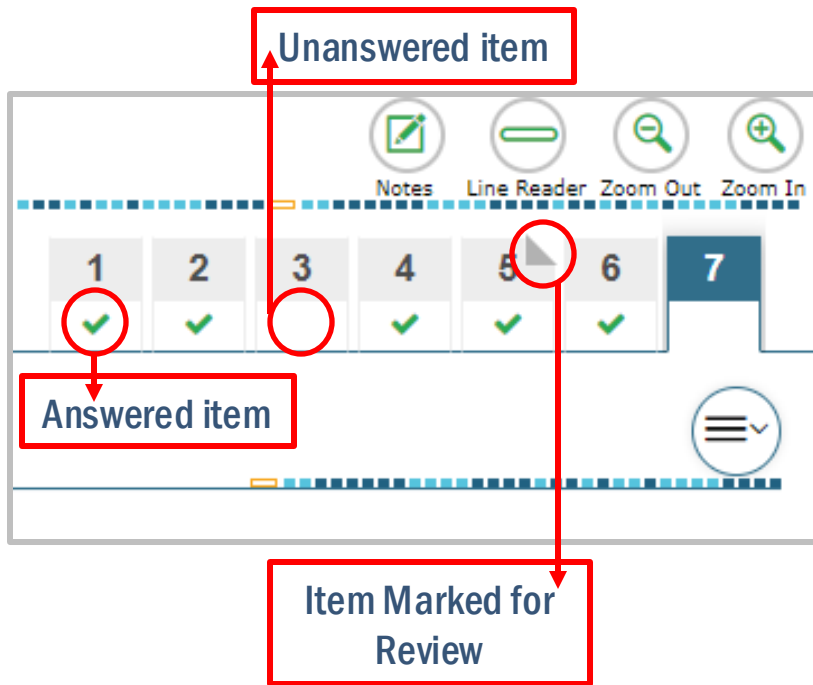 Unanswered item
Notes Line Reader Zoom Out Zoom In
1 2 3 4 5 6 7
Answered item
Item Marked for
Review